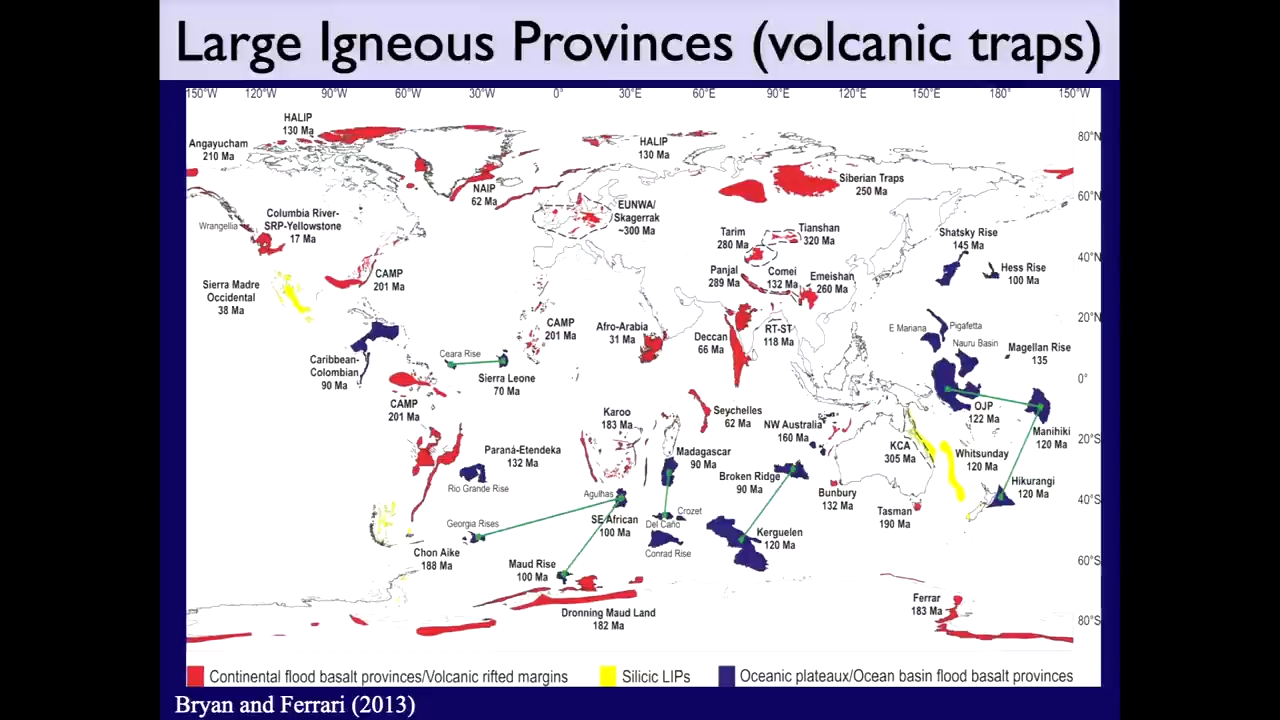 Large Igneous Provinces (volcanic traps)
150°W 120°W 90°W 60°W 30°W 0° 30°E 60°E 90°E 120°E 150°E 180° 150°W
HALIP
130 Ma
80°N
Angayucham
210 Ma
HALIP
130 Ma
NAIP
62 Ma
Siberian Traps
250 Ma
60°N
Wrangellia
Columbia River-
SRP-Yellowstone
17 Ma
EUNWA/
Skagerrak
~300 Ma
Tarim
280 Ma
Tianshan
320 Ma
Shatsky Rise
145 Ma
40°N
Sierra Madre
Occidental
38 Ma
CAMP
201 Ma
Panjal
289 Ma
Comei
132 Ma
Emeishan
260 Ma
Hess Rise
100 Ma
20°N
CAMP
201 Ma
Afro-Arabia
31 Ma
Deccan
66 Ma
RT-ST
118 Ma
E Mariana
Pigafetta
Nauru Basin
Magellan Rise
135
Caribbean-
Colombian
90 Ma
Ceara Rise
Sierra Leone
70 Ma
0°
CAMP
201 Ma
Karoo
183 Ma
Seychelles
62 Ma
NW Australia
160 Ma
OJP
122 Ma
Manihiki
120 Ma
20°S
Paraná-Etendeka
132 Ma
Madagascar
90 Ma
KCA
305 Ma
Whitsunday
120 Ma
Rio Grande Rise
Agulhas
Broken Ridge
90 Ma
Bunbury
132 Ma
Hikurangi
120 Ma
40°S
Georgia Rises
SE African
100 Ma
Crozet
Del Caño
Conrad Rise
Kerguelen
120 Ma
Tasman
190 Ma
Chon Aike
188 Ma
Maud Rise
100 Ma
60°S
Dronning Maud Land
182 Ma
Ferrar
183 Ma
80°S
Continental flood basalt provinces/Volcanic rifted margins Silicic LIPs Oceanic plateaux/Ocean basin flood basalt provinces
Bryan and Ferrari (2013)